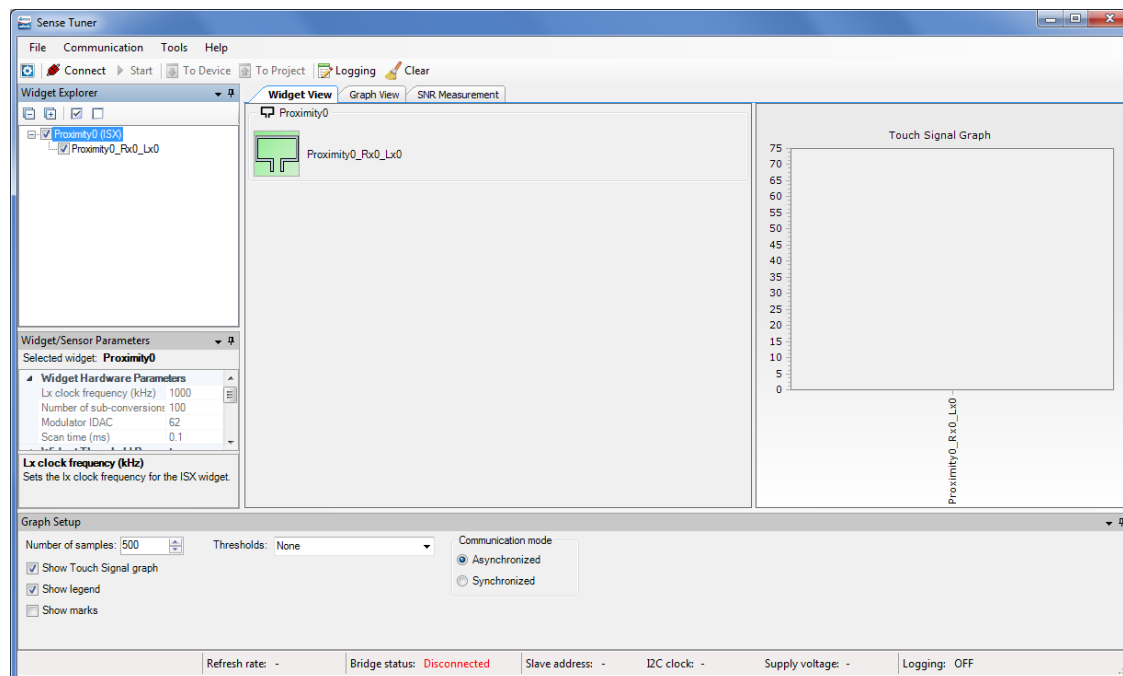 Sense Tuner
File Communication Tools Help
Connect Start To Device To Project Logging Clear
Widget Explorer
Proximity0 (ISX)
Proximity0_Rx0_Lx0
Widget View Graph View SNR Measurement
Proximity0
Proximity0_Rx0_Lx0
Touch Signal Graph
75
70
65
60
55
50
45
40
35
30
25
20
15
10
5
0
Proximity0_Rx0_Lx0
Widget/Sensor Parameters
Selected widget: Proximity0
Widget Hardware Parameters
Lx clock frequency (kHz) 1000
Number of sub-conversions 100
Modulator IDAC 62
Scan time (ms) 0.1
Lx clock frequency (kHz)
Sets the lx clock frequency for the ISX widget.
Graph Setup
Number of samples: 500 Thresholds: None
Communication mode
Asynchronized
Synchronized
Show Touch Signal graph
Show legend
Show marks
Refresh rate: - Bridge status: Disconnected Slave address: - I2C clock: - Supply voltage: - Logging: OFF